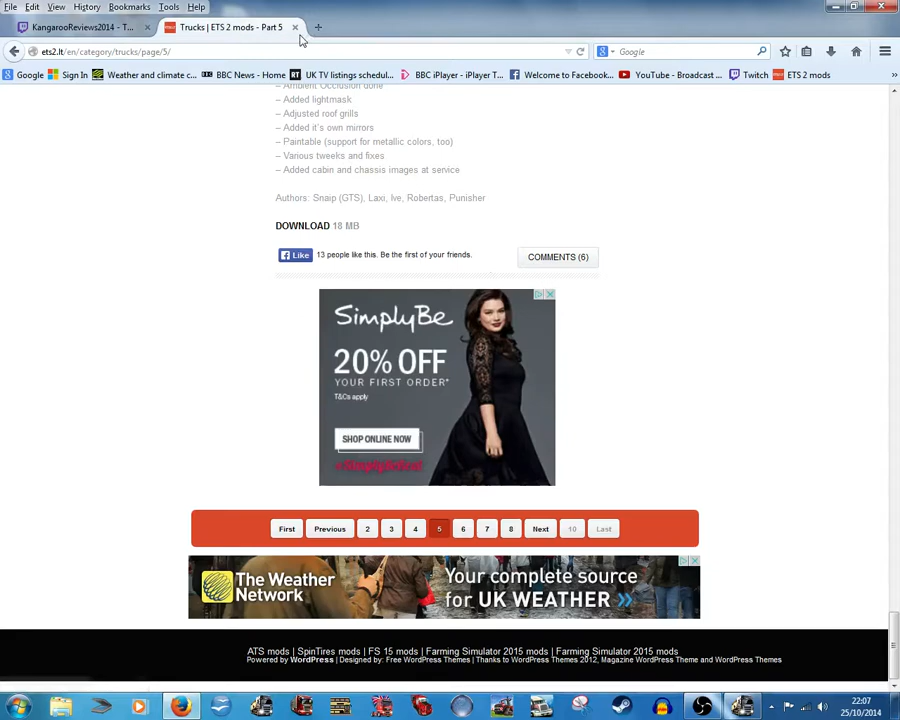 File Edit View History Bookmarks Tools Help
KangarooReviews2014 - T...
Trucks | ETS 2 mods - Part 5
ets2.lt/en/category/trucks/page/5/
Google
Google Sign In Weather and climate c... BBC News - Home UK TV listings schedul... BBC iPlayer - iPlayer T... Welcome to Facebook... YouTube - Broadcast ... Twitch ETS 2 mods
– Ambient Occlusion done
– Added lightmask
– Adjusted roof grills
– Added it's own mirrors
– Paintable (support for metallic colors, too)
– Various tweeks and fixes
– Added cabin and chassis images at service
Authors: Snaip (GTS), Laxi, Ive, Robertas, Punisher
DOWNLOAD 18 MB
Like 13 people like this. Be the first of your friends.
COMMENTS (6)
SIMPLYBE
20% OFF
YOUR FIRST ORDER*
T&Cs apply
SHOP ONLINE NOW
First Previous 2 3 4 5 6 7 8 Next 10 Last
The Weather Network
Your complete source
for UK WEATHER
ATS mods | SpinTires mods | FS 15 mods | Farming Simulator 2015 mods | Farming Simulator 2015 mods
Powered by WordPress | Designed by: Free WordPress Themes | Thanks to WordPress Themes 2012, Magazine WordPress Theme and WordPress Themes
22:07
25/10/2014